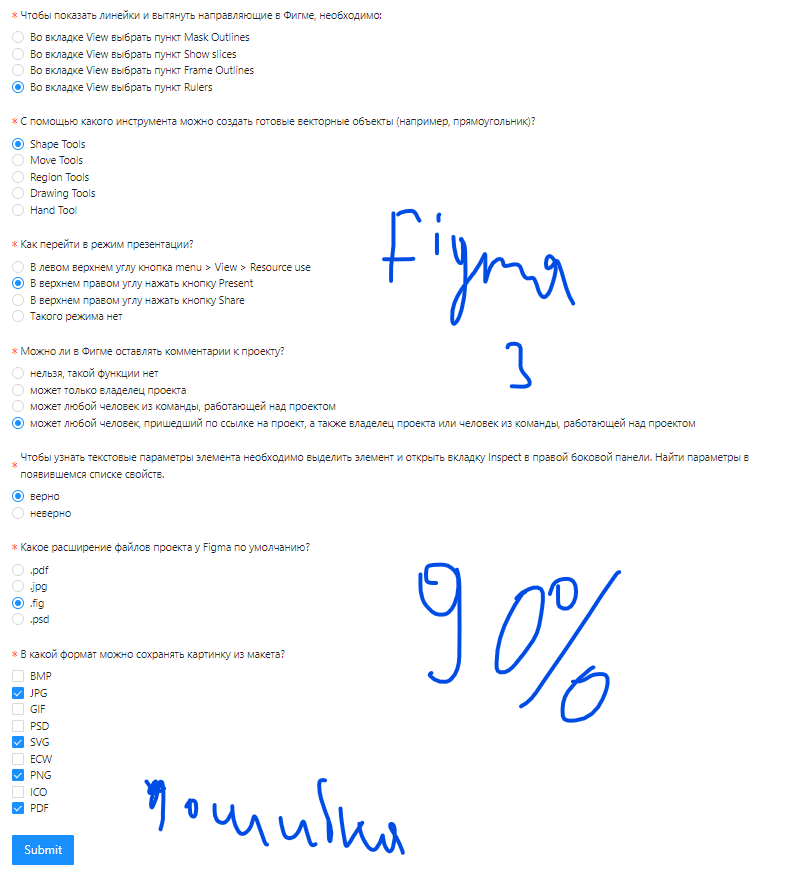 * Чтобы показать линейки и вытянуть направляющие в Фигме, необходимо:
Во вкладке View выбрать пункт Mask Outlines
Во вкладке View выбрать пункт Show slices
Во вкладке View выбрать пункт Frame Outlines
Во вкладке View выбрать пункт Rulers
* С помощью какого инструмента можно создать готовые векторные объекты (например, прямоугольник)?
Shape Tools
Move Tools
Region Tools
Drawing Tools
Hand Tool
Figma
* Как перейти в режим презентации?
В левом верхнем углу кнопка menu > View > Resource use
В верхнем правом углу нажать кнопку Present
В верхнем правом углу нажать кнопку Share
Такого режима нет
3
* Можно ли в Фигме оставлять комментарии к проекту?
нельзя, такой функции нет
может только владелец проекта
может любой человек из команды, работающей над проектом
может любой человек, пришедший по ссылке на проект, а также владелец проекта или человек из команды, работающей над проектом
* Чтобы узнать текстовые параметры элемента необходимо выделить элемент и открыть вкладку Inspect в правой боковой панели. Найти параметры в
появившемся списке свойств.
верно
неверно
* Какое расширение файлов проекта у Figma по умолчанию?
.pdf
.jpg
.fig
.psd
90%
* В какой формат можно сохранять картинку из макета?
BMP
JPG
GIF
PSD
SVG
ECW
PNG
ICO
PDF
Submit